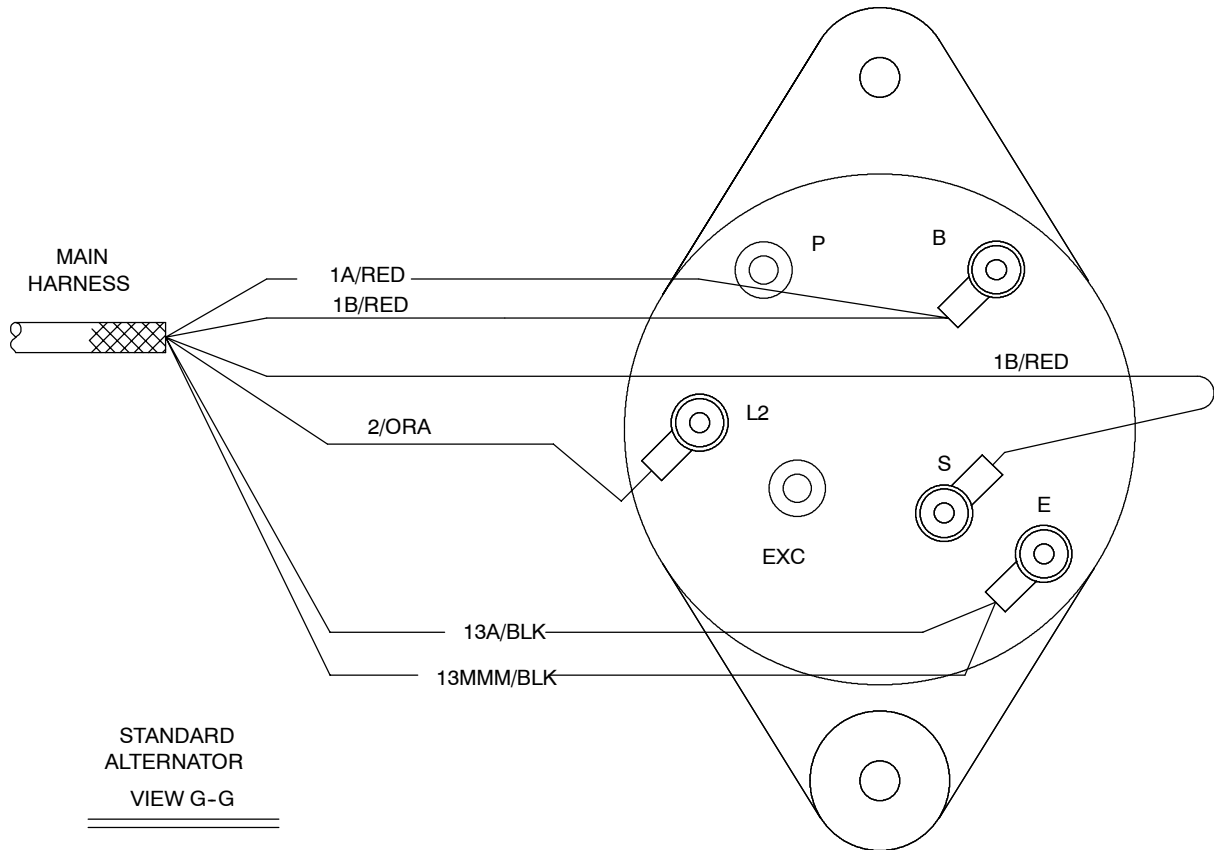 P
B
MAIN
HARNESS
1A/RED
1B/RED
1B/RED
L2
2/ORA
S
E
EXC
13A/BLK
13MMM/BLK
STANDARD
ALTERNATOR
VIEW G-G